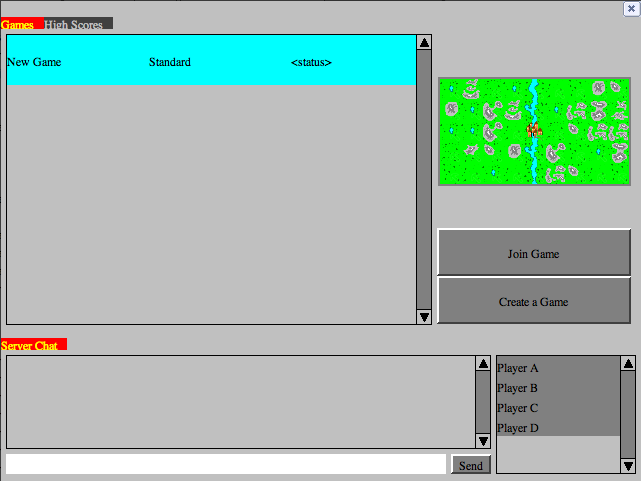 Games High Scores
New Game Standard <status>
Join Game
Create a Game
Server Chat
Player A
Player B
Player C
Player D
Send